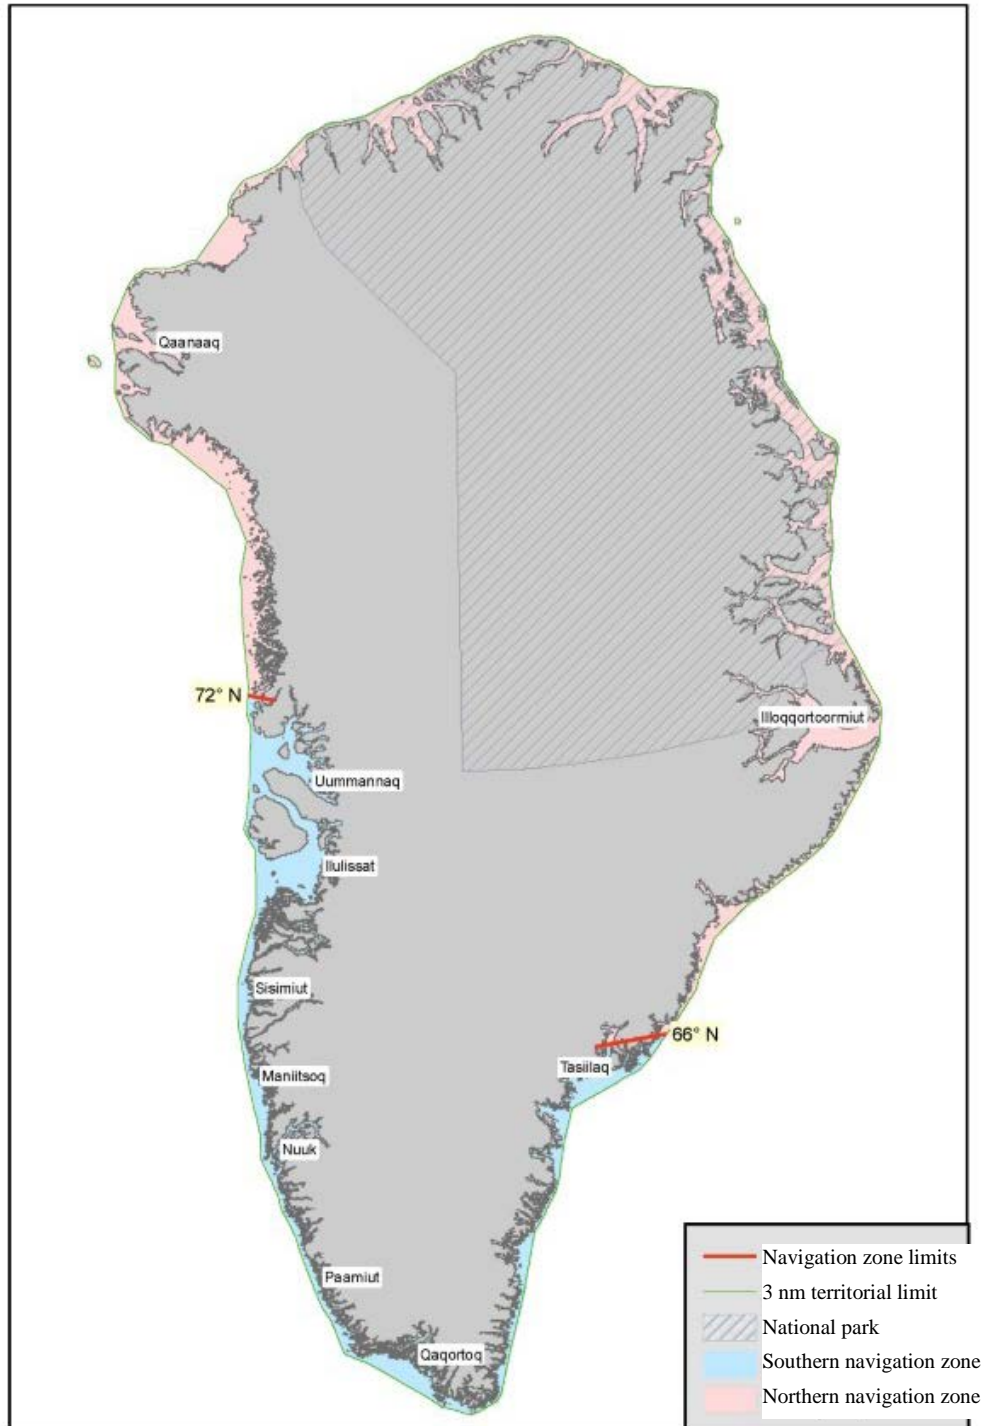 Qaanaaq
72° N
Illoqqortoormiut
Uummannaq
Ilulissat
Sisimiut
66° N
Tasiilaq
Maniitsoq
Nuuk
Paamiut
Qaqortoq
Navigation zone limits
3 nm territorial limit
National park
Southern navigation zone
Northern navigation zone